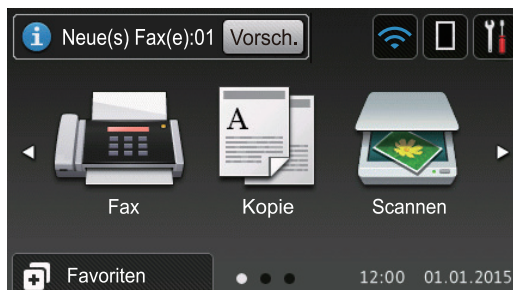 Neue(s) Fax(e):01 Vorsch.
A
Fax Kopie Scannen
Favoriten 12:00 01.01.2015